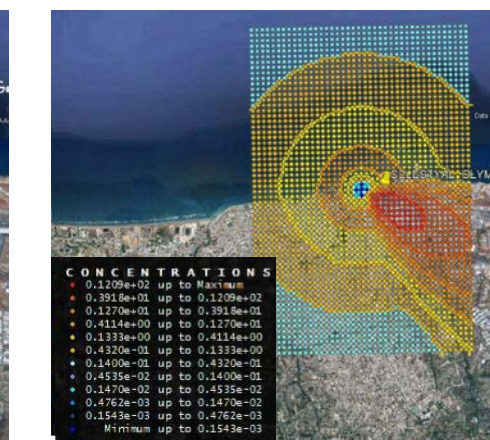 CONCENTRATIONS
0.1209e+02 up to Maximum
0.3918e+01 up to 0.1209e+02
0.1270e+01 up to 0.3918e+01
0.4114e+00 up to 0.1270e+01
0.1333e+00 up to 0.4114e+00
0.4320e-01 up to 0.1333e+00
0.1400e-01 up to 0.4320e-01
0.4535e-02 up to 0.1400e-01
0.1470e-02 up to 0.4535e-02
0.4762e-03 up to 0.1470e-02
0.1543e-03 up to 0.4762e-03
Minimum up to 0.1543e-03